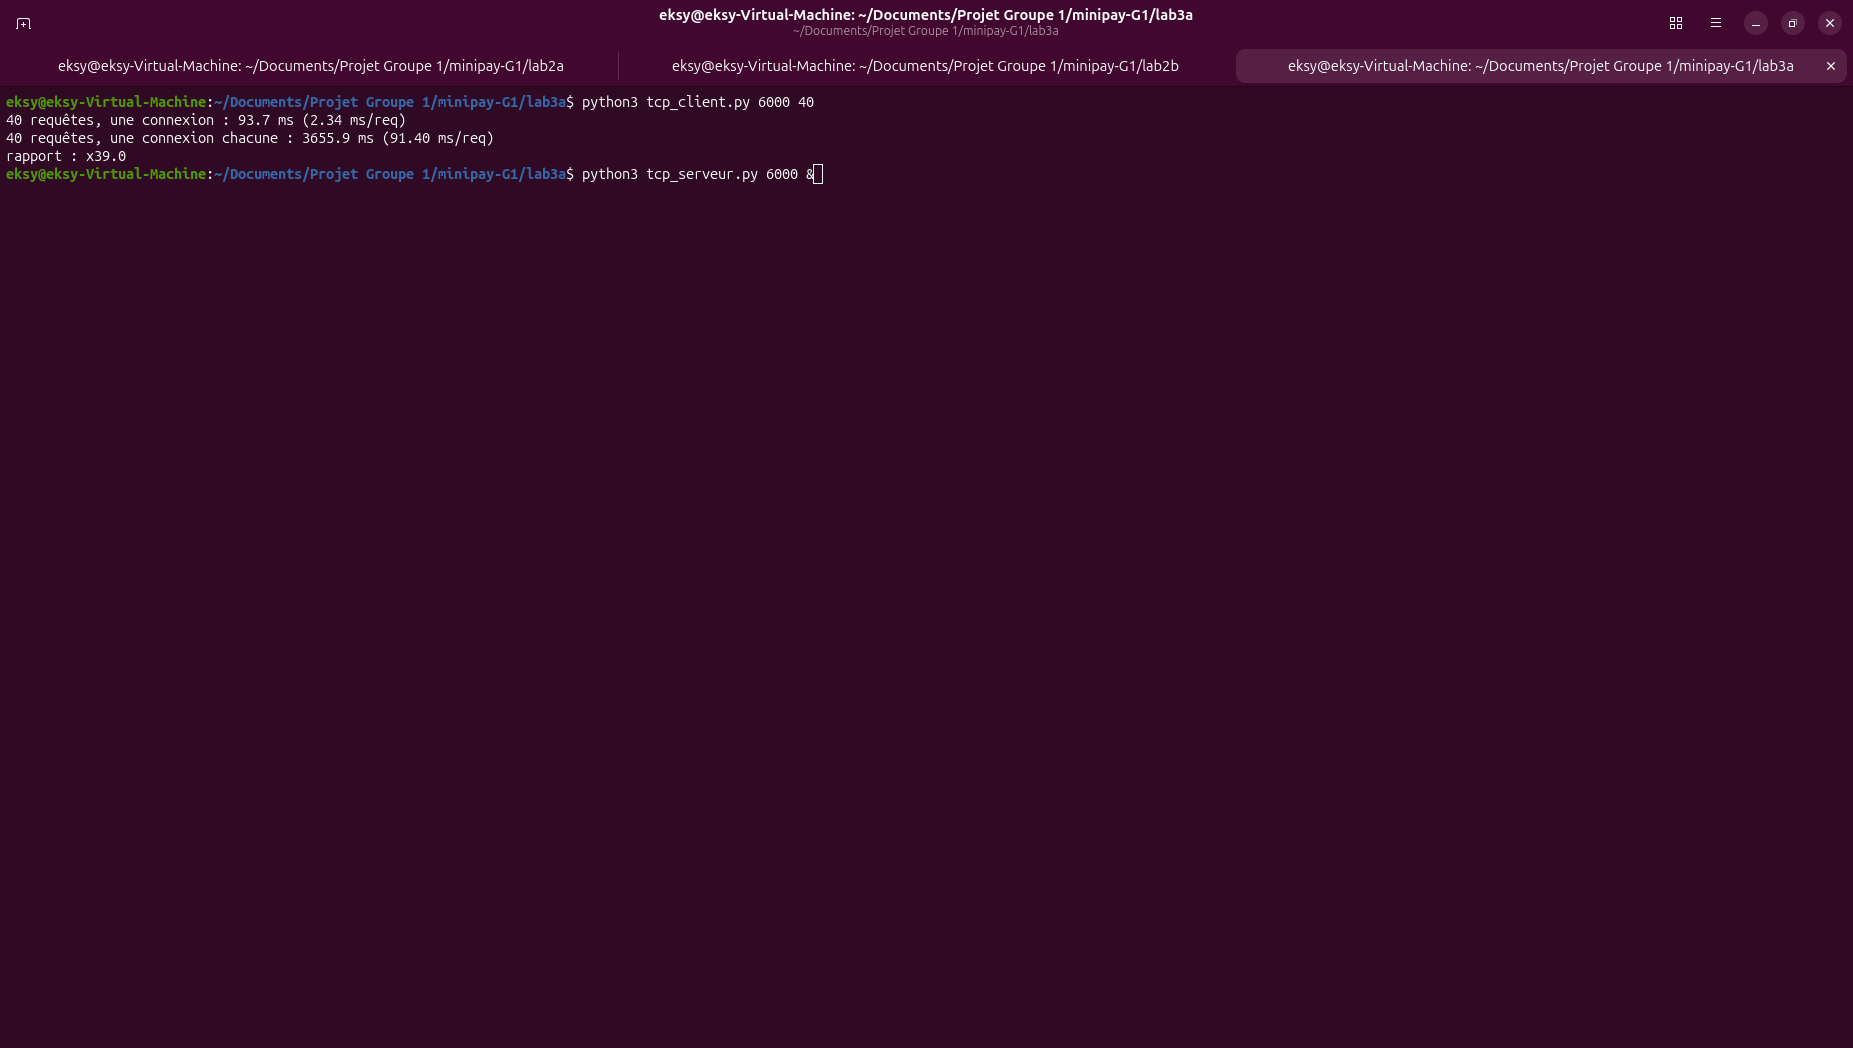 eksy@eksy-Virtual-Machine: ~/Documents/Projet Groupe 1/minipay-G1/lab3a
~/Documents/Projet Groupe 1/minipay-G1/lab3a
eksy@eksy-Virtual-Machine: ~/Documents/Projet Groupe 1/minipay-G1/lab2a
eksy@eksy-Virtual-Machine: ~/Documents/Projet Groupe 1/minipay-G1/lab2b
eksy@eksy-Virtual-Machine: ~/Documents/Projet Groupe 1/minipay-G1/lab3a
eksy@eksy-Virtual-Machine:~/Documents/Projet Groupe 1/minipay-G1/lab3a$ python3 tcp_client.py 6000 40
40 requêtes, une connexion : 93.7 ms (2.34 ms/req)
40 requêtes, une connexion chacune : 3655.9 ms (91.40 ms/req)
rapport : x39.0
eksy@eksy-Virtual-Machine:~/Documents/Projet Groupe 1/minipay-G1/lab3a$ python3 tcp_serveur.py 6000 &